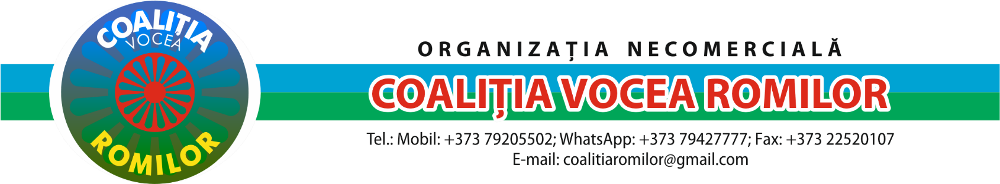 COALIȚIA
VOCEA
ROMILOR
ORGANIZAȚIA NECOMERCIALĂ
COALIȚIA VOCEA ROMILOR
Tel.: Mobil: +373 79205502; WhatsApp: +373 79427777; Fax: +373 22520107
E-mail: coalitiaromilor@gmail.com